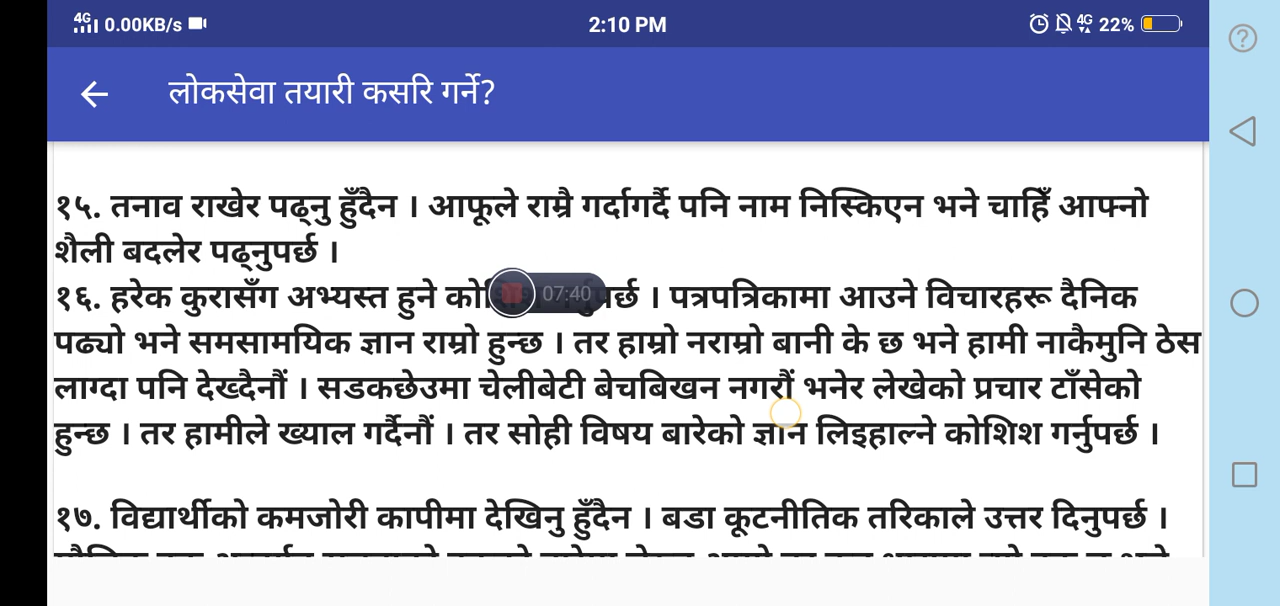 4G 0.00KB/s 2:10 PM 4G 22%
लोकसेवा तयारी कसरि गर्ने?
१५. तनाव राखेर पढ्नु हुँदैन । आफूले राम्रै गर्दागर्दै पनि नाम निस्किएन भने चाहिँ आफ्नो
शैली बदलेर पढ्नुपर्छ ।
१६. हरेक कुरासँग अभ्यस्त हुने 07:40 । पत्रपत्रिकामा आउने विचारहरू दैनिक
पढ्यो भने समसामयिक ज्ञान राम्रो हुन्छ । तर हाम्रो नराम्रो बानी के छ भने हामी नाकैमुनि ठेस
लाग्दा पनि देख्दैनौं । सडकछेउमा चेलीबेटी बेचबिखन नगरौं भनेर लेखेको प्रचार टाँसेको
हुन्छ । तर हामीले ख्याल गर्दैनौं । तर सोही विषय बारेको ज्ञान लिइहाल्ने कोशिश गर्नुपर्छ ।
१७. विद्यार्थीको कमजोरी कापीमा देखिनु हुँदैन । बडा कूटनीतिक तरिकाले उत्तर दिनुपर्छ ।